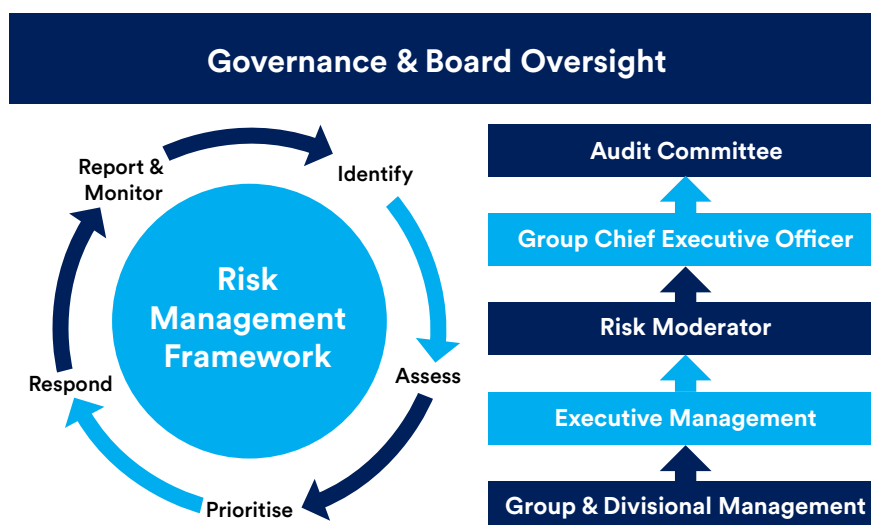 Governance & Board Oversight
Report &
Monitor
Identify
Risk
Management
Framework
Respond
Assess
Prioritise
Audit Committee
Group Chief Executive Officer
Risk Moderator
Executive Management
Group & Divisional Management